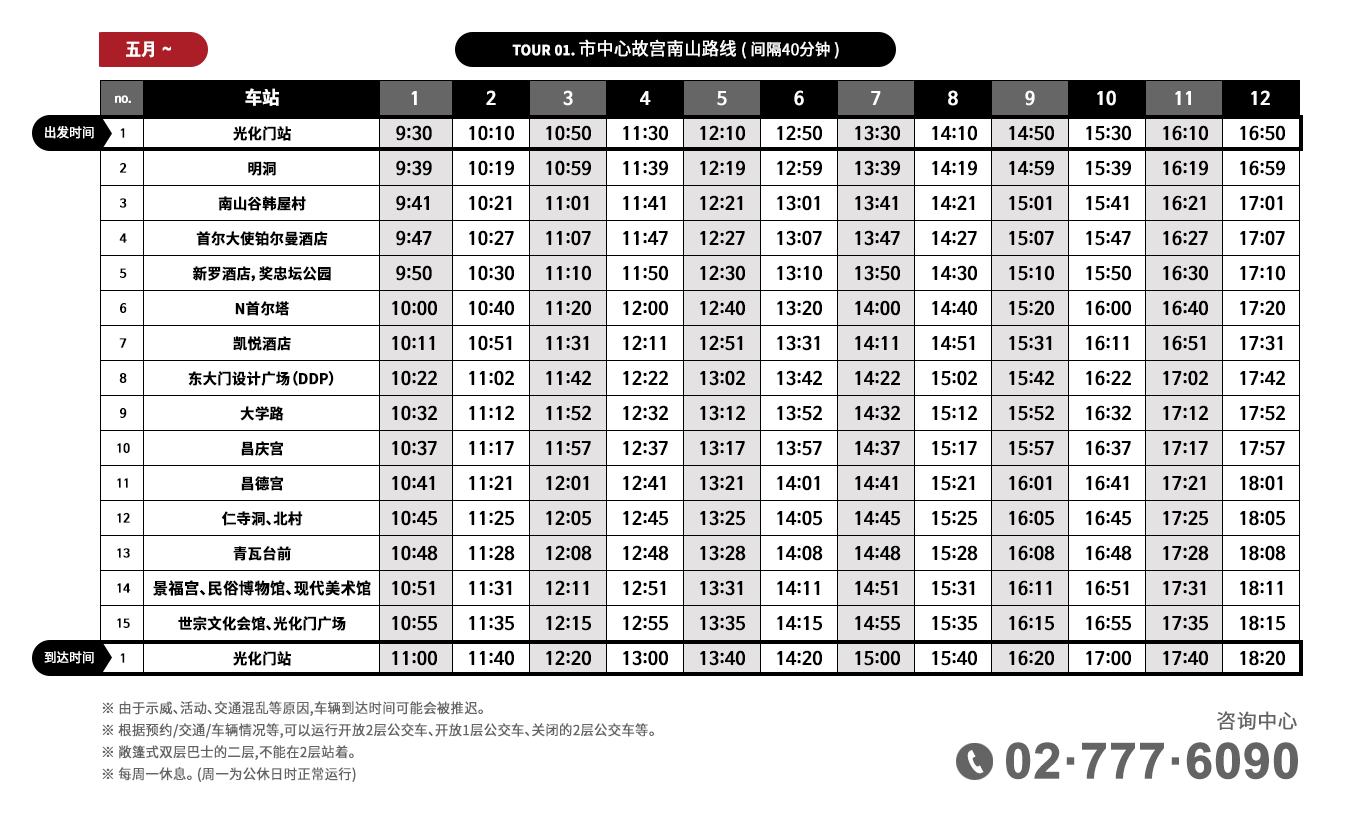 五月 ~
TOUR 01. 市中心故宫南山路线 ( 间隔40分钟 )
no. 车站 1 2 3 4 5 6 7 8 9 10 11 12
出发时间 1 光化门站 9:30 10:10 10:50 11:30 12:10 12:50 13:30 14:10 14:50 15:30 16:10 16:50
2 明洞 9:39 10:19 10:59 11:39 12:19 12:59 13:39 14:19 14:59 15:39 16:19 16:59
3 南山谷韩屋村 9:41 10:21 11:01 11:41 12:21 13:01 13:41 14:21 15:01 15:41 16:21 17:01
4 首尔大使铂尔曼酒店 9:47 10:27 11:07 11:47 12:27 13:07 13:47 14:27 15:07 15:47 16:27 17:07
5 新罗酒店, 奖忠坛公园 9:50 10:30 11:10 11:50 12:30 13:10 13:50 14:30 15:10 15:50 16:30 17:10
6 N首尔塔 10:00 10:40 11:20 12:00 12:40 13:20 14:00 14:40 15:20 16:00 16:40 17:20
7 凯悦酒店 10:11 10:51 11:31 12:11 12:51 13:31 14:11 14:51 15:31 16:11 16:51 17:31
8 东大门设计广场(DDP) 10:22 11:02 11:42 12:22 13:02 13:42 14:22 15:02 15:42 16:22 17:02 17:42
9 大学路 10:32 11:12 11:52 12:32 13:12 13:52 14:32 15:12 15:52 16:32 17:12 17:52
10 昌庆宫 10:37 11:17 11:57 12:37 13:17 13:57 14:37 15:17 15:57 16:37 17:17 17:57
11 昌德宫 10:41 11:21 12:01 12:41 13:21 14:01 14:41 15:21 16:01 16:41 17:21 18:01
12 仁寺洞、北村 10:45 11:25 12:05 12:45 13:25 14:05 14:45 15:25 16:05 16:45 17:25 18:05
13 青瓦台前 10:48 11:28 12:08 12:48 13:28 14:08 14:48 15:28 16:08 16:48 17:28 18:08
14 景福宫、民俗博物馆、现代美术馆 10:51 11:31 12:11 12:51 13:31 14:11 14:51 15:31 16:11 16:51 17:31 18:11
15 世宗文化会馆、光化门广场 10:55 11:35 12:15 12:55 13:35 14:15 14:55 15:35 16:15 16:55 17:35 18:15
到达时间 1 光化门站 11:00 11:40 12:20 13:00 13:40 14:20 15:00 15:40 16:20 17:00 17:40 18:20
※ 由于示威、活动、交通混乱等原因,车辆到达时间可能会被推迟。
※ 根据预约/交通/车辆情况等,可以运行开放2层公交车、开放1层公交车、关闭的2层公交车等。
※ 敞篷式双层巴士的二层,不能在2层站着。
※ 每周一休息。(周一为公休日时正常运行)
咨询中心
02·777·6090